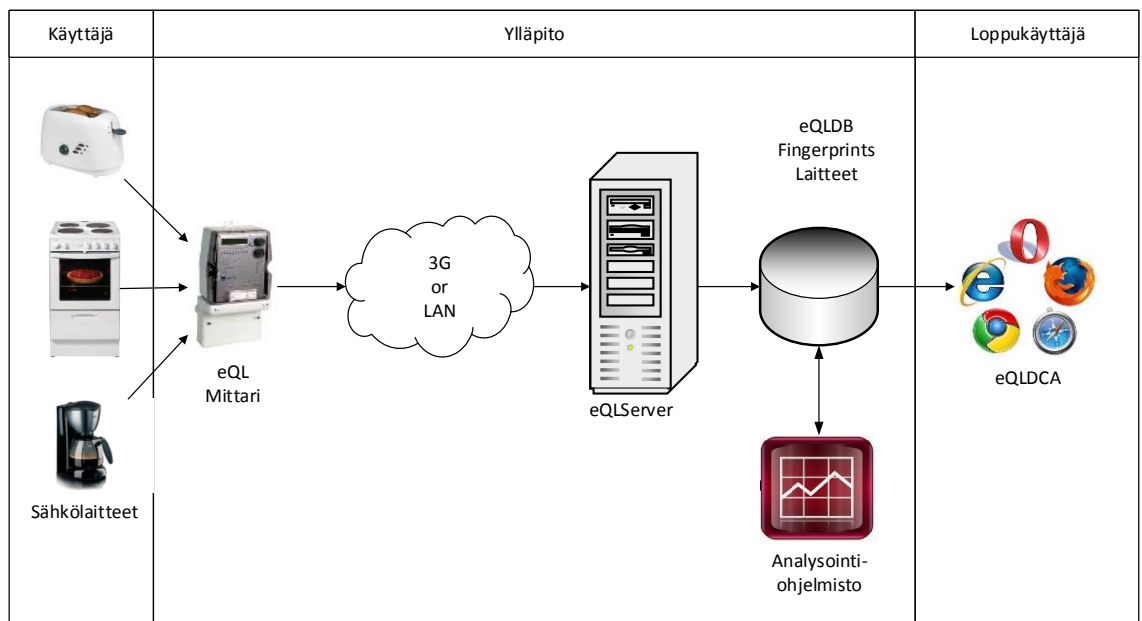 Käyttäjä
Ylläpito
Loppukäyttäjä
eQL
Mittari
3G
or
LAN
eQLServer
eQLDB
Fingerprints
Laitteet
eQLDCA
Sähkölaitteet
Analysointi-
ohjelmisto